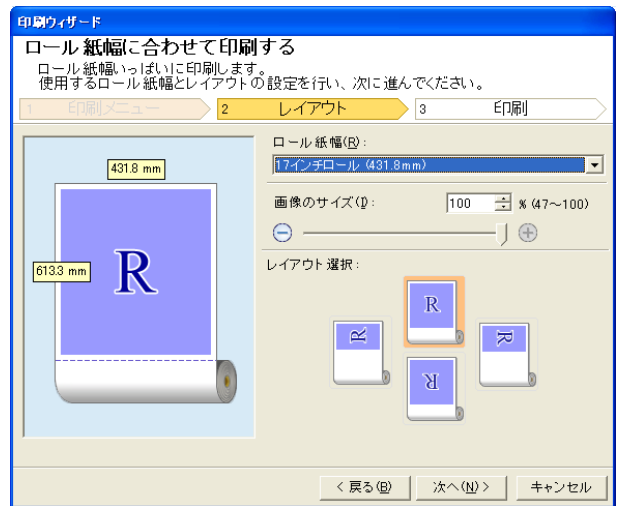 印刷ウィザード
ロール紙幅に合わせて印刷する
ロール紙幅いっぱいに印刷します。
使用するロール紙幅とレイアウトの設定を行い、次に進んでください。
1 印刷メニュー 2 レイアウト 3 印刷
ロール紙幅(R):
17インチロール (431.8mm)
431.8 mm
画像のサイズ(I): 100 % (47~100)
レイアウト選択:
613.3 mm
R
R
R
R
R
< 戻る(B) 次へ(N) > キャンセル